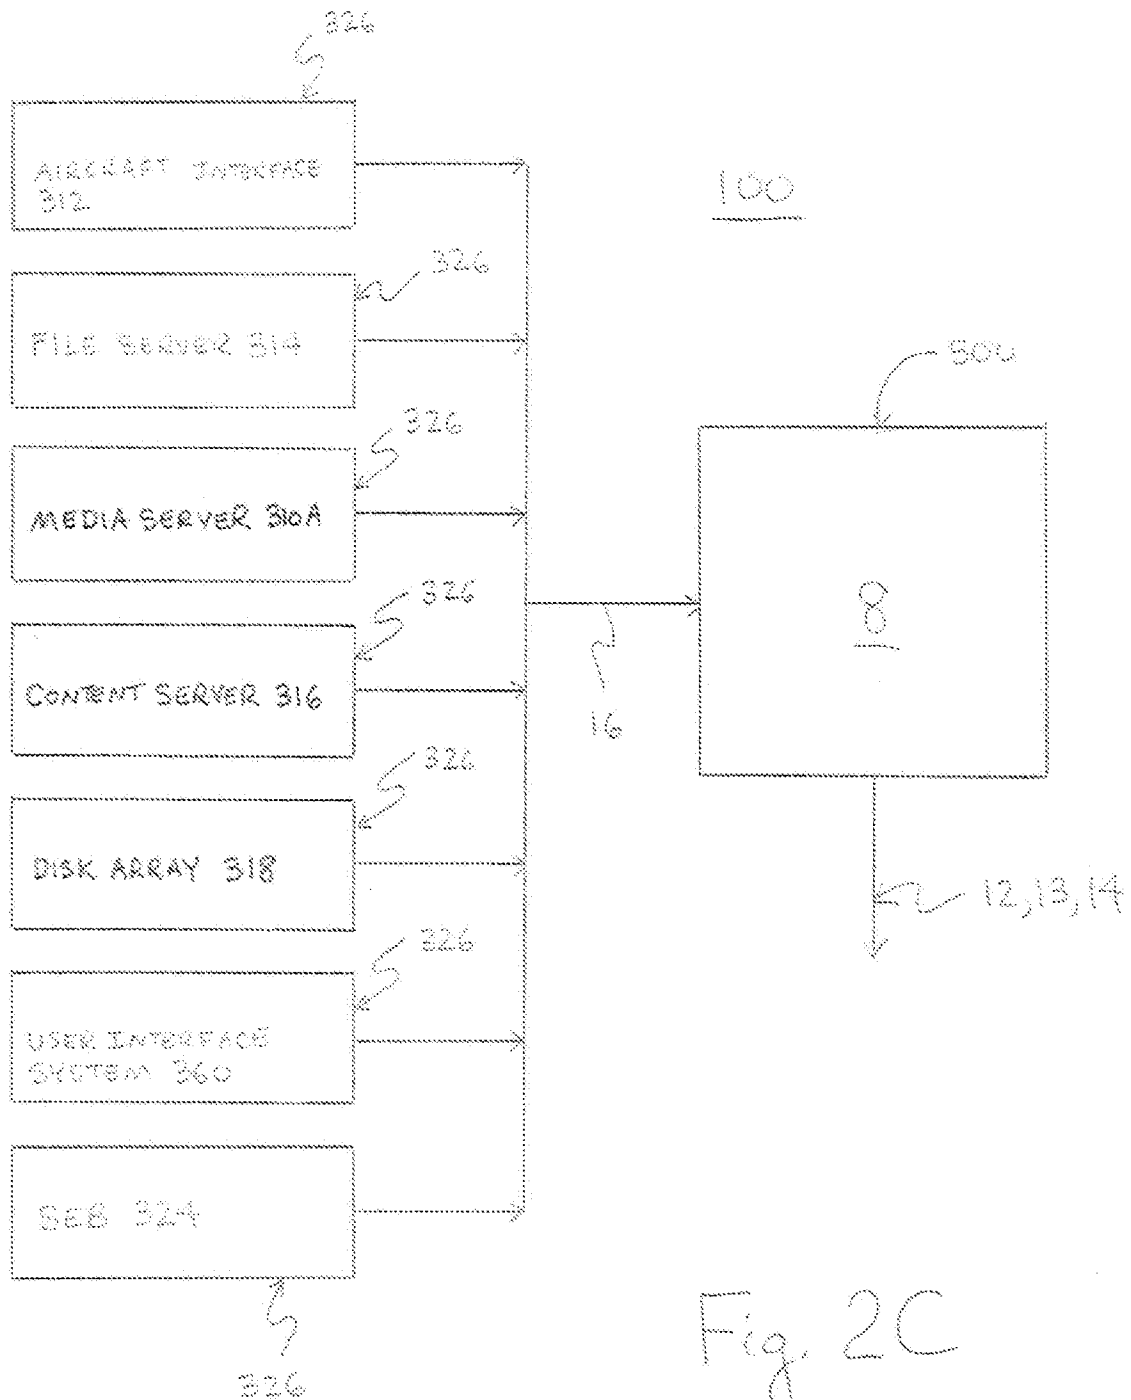 326
AIRCRAFT INTERFACE
312
100
326
FILE SERVER 314
500
326
MEDIA SERVER 310A
8
326
CONTENT SERVER 316
16
326
DISK ARRAY 318
12,13,14
326
USER INTERFACE
SYSTEM 360
SEB 324
326
Fig. 2C